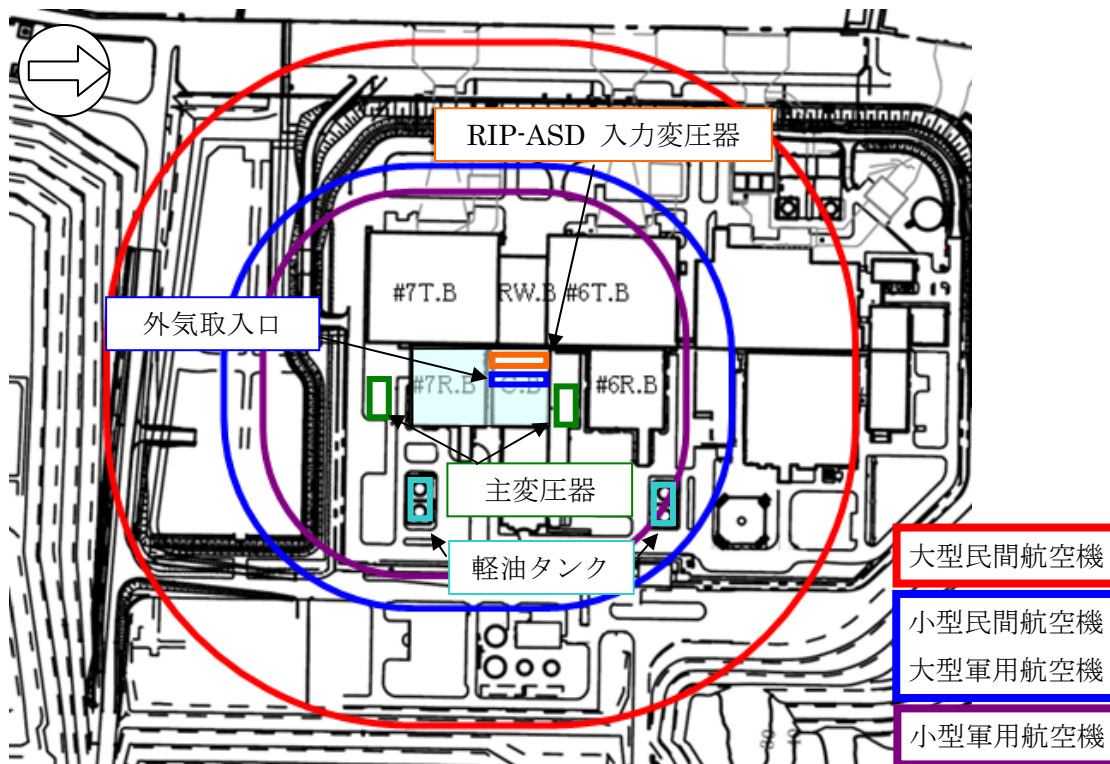 RIP-ASD 入力変圧器
#7T.B
RW.B
#6T.B
外気取入口
#7R.B
C.B
#6R.B
主変圧器
軽油タンク
大型民間航空機
小型民間航空機
大型軍用航空機
小型軍用航空機